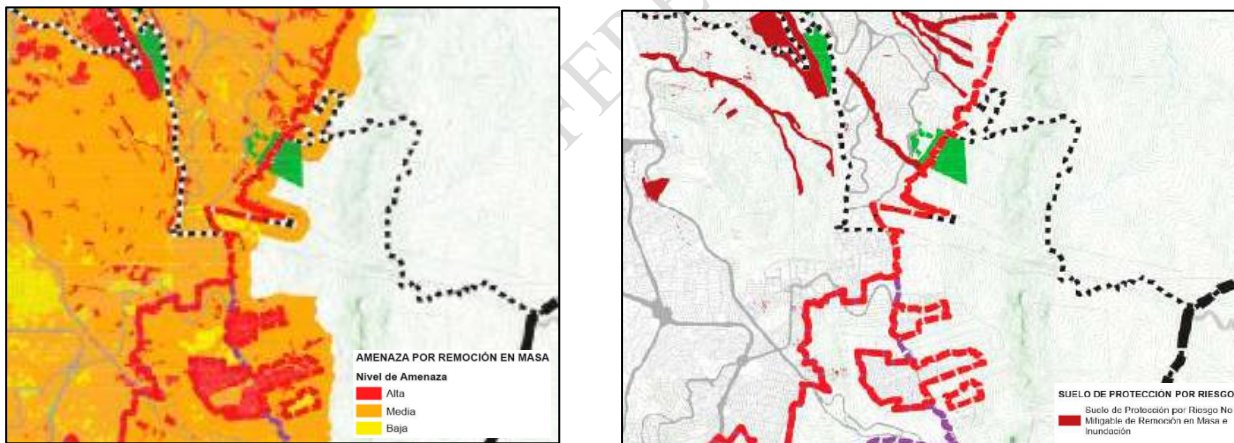 AMENAZA POR REMOCIÓN EN MASA
Nivel de Amenaza
Alta
Media
Baja
SUELO DE PROTECCIÓN POR RIESGO
Suelo de Protección por Riesgo No
Mitigable de Remoción en Masa e
Inundación